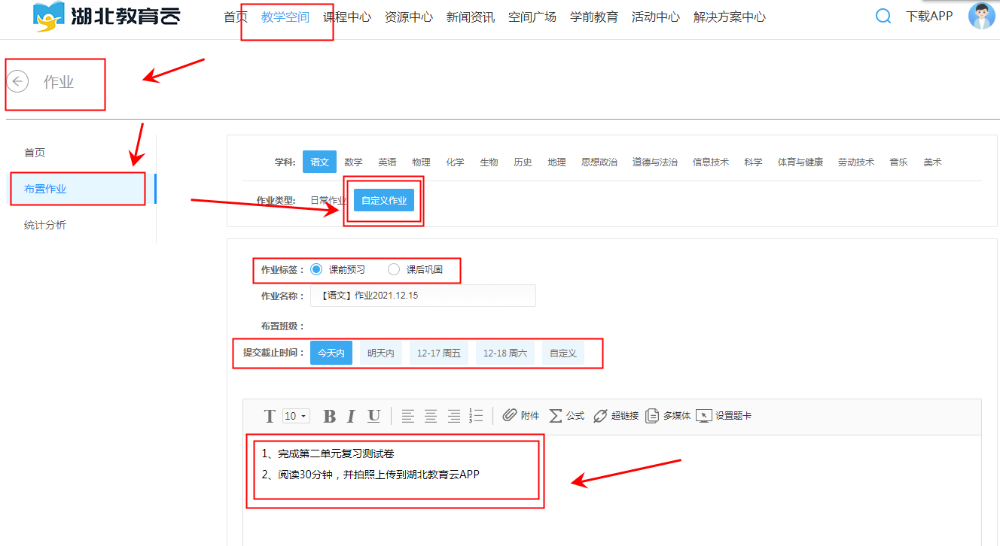 湖北教育云 首页 教学空间 课程中心 资源中心 新闻资讯 空间广场 学前教育 活动中心 解决方案中心 下载APP
作业
首页
布置作业
统计分析
学科: 语文 数学 英语 物理 化学 生物 历史 地理 思想政治 道德与法治 信息技术 科学 体育与健康 劳动技术 音乐 美术
作业类型: 日常作业 自定义作业
作业标签： 课前预习 课后巩固
作业名称： 【语文】作业2021.12.15
布置班级：
提交截止时间： 今天内 明天内 12-17 周五 12-18 周六 自定义
T 10 B I U 附件 公式 超链接 多媒体 设置题卡
1、完成第二单元复习测试卷
2、阅读30分钟，并拍照上传到湖北教育云APP